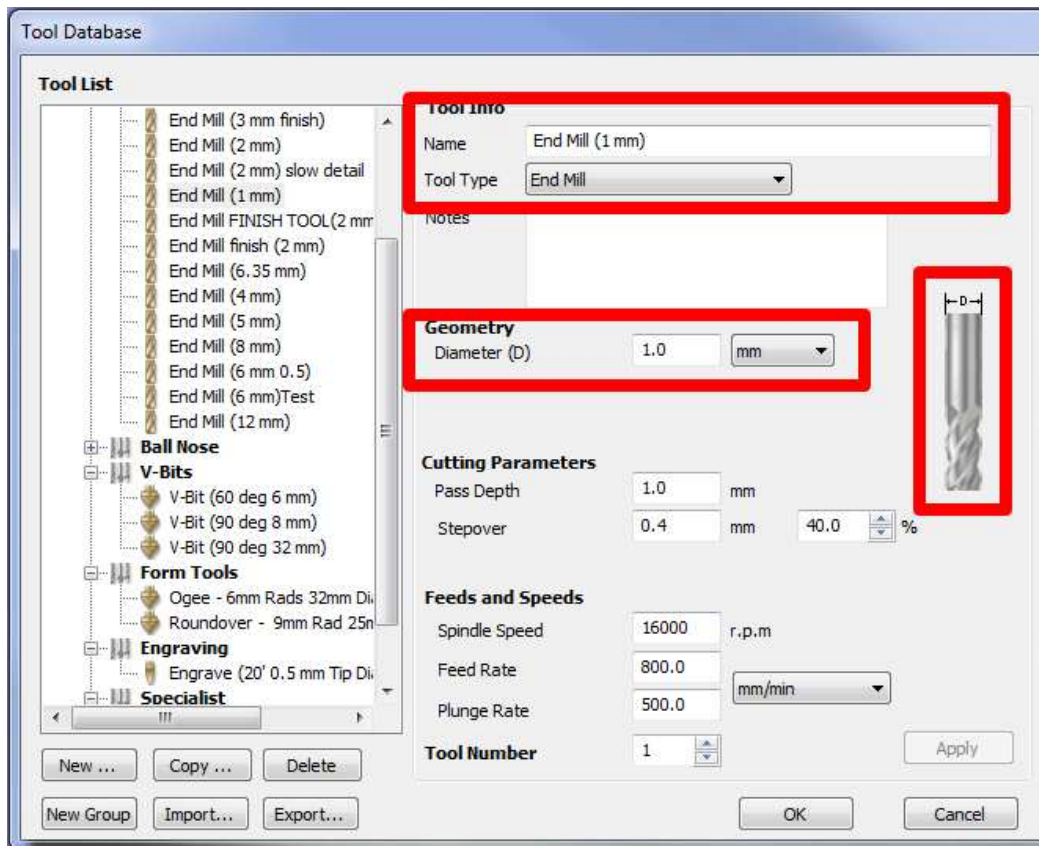 Tool Database
Tool List
End Mill (3 mm finish)
End Mill (2 mm)
End Mill (2 mm) slow detail
End Mill (1 mm)
End Mill FINISH TOOL(2 mm
End Mill finish (2 mm)
End Mill (6.35 mm)
End Mill (4 mm)
End Mill (5 mm)
End Mill (8 mm)
End Mill (6 mm 0.5)
End Mill (6 mm)Test
End Mill (12 mm)
Ball Nose
V-Bits
V-Bit (60 deg 6 mm)
V-Bit (90 deg 8 mm)
V-Bit (90 deg 32 mm)
Form Tools
Ogee - 6mm Rads 32mm Di
Roundover - 9mm Rad 25
Engraving
Engrave (20' 0.5 mm Tip Di
Specialist
New ... Copy ... Delete
New Group Import... Export...
Tool Info
Name End Mill (1 mm)
Tool Type End Mill
Notes
Geometry
Diameter (D) 1.0 mm
D
Cutting Parameters
Pass Depth 1.0 mm
Stepover 0.4 mm 40.0 %
Feeds and Speeds
Spindle Speed 16000 r.p.m
Feed Rate 800.0
mm/min
Plunge Rate 500.0
Tool Number 1 Apply
OK Cancel